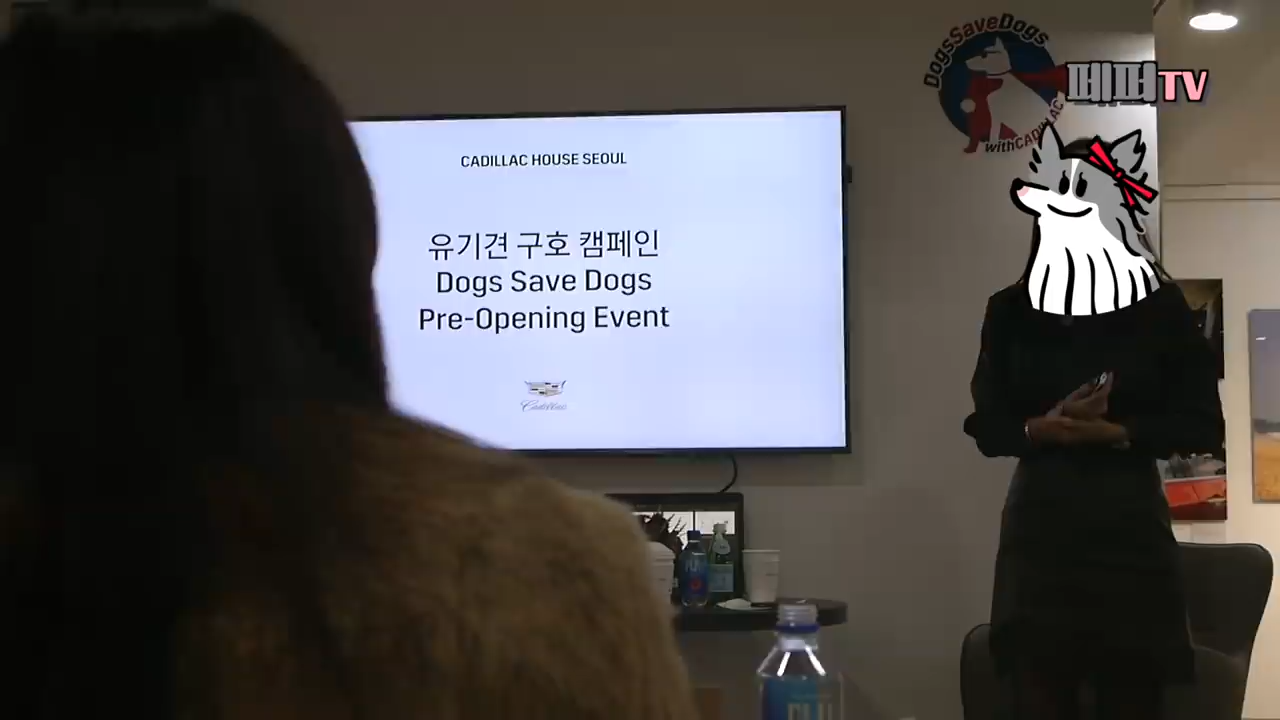 DogsSaveDogs
페퍼TV
withCADILLAC
CADILLAC HOUSE SEOUL
유기견 구호 캠페인
Dogs Save Dogs
Pre-Opening Event
Cadillac